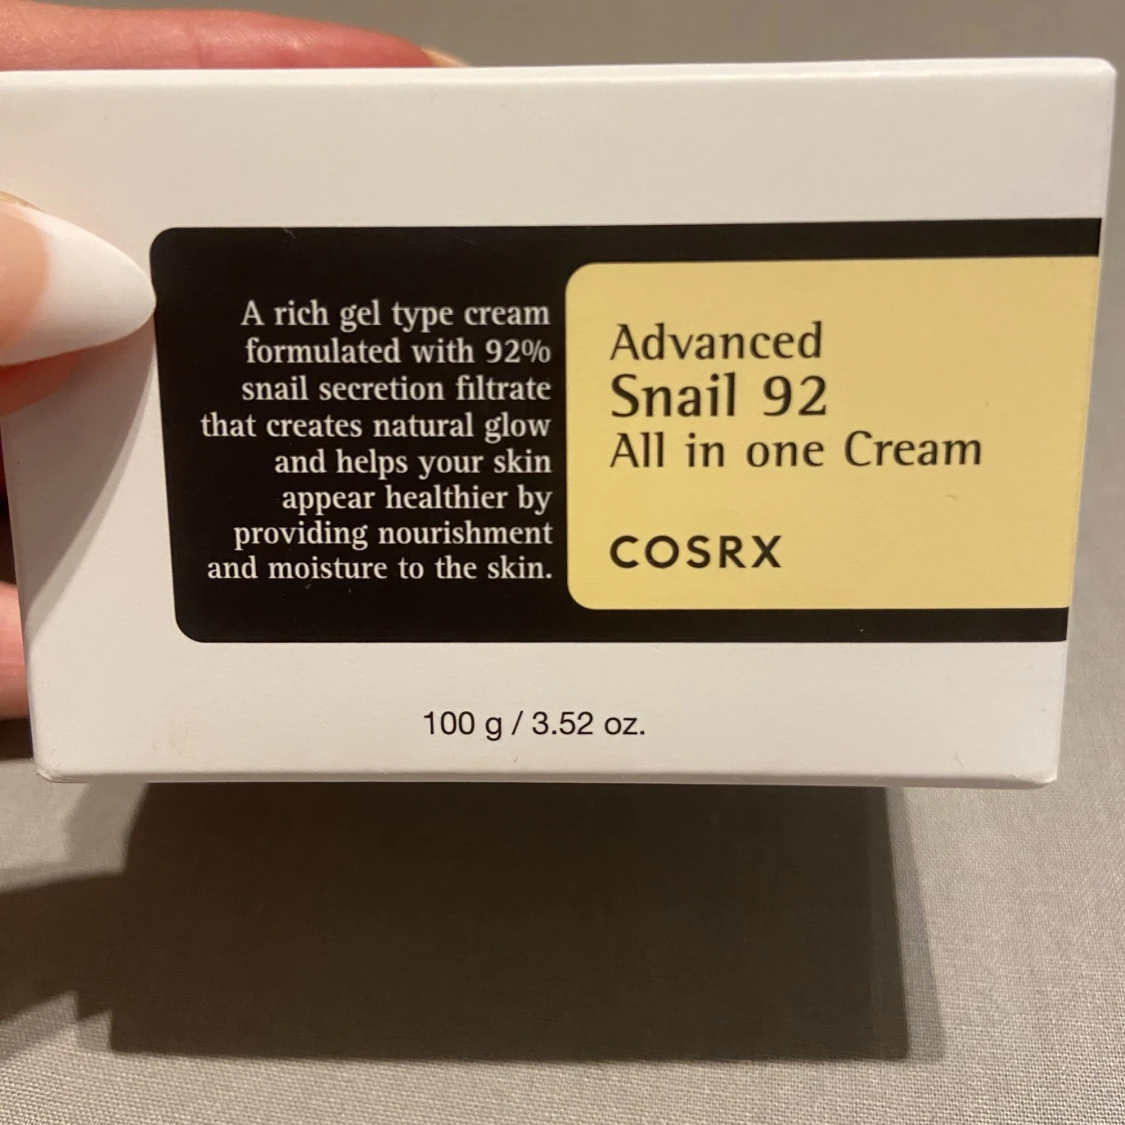 A rich gel type cream
formulated with 92%
snail secretion filtrate
that creates natural glow
and helps your skin
appear healthier by
providing nourishment
and moisture to the skin.
Advanced
Snail 92
All in one Cream
COSRX
100 g / 3.52 oz.